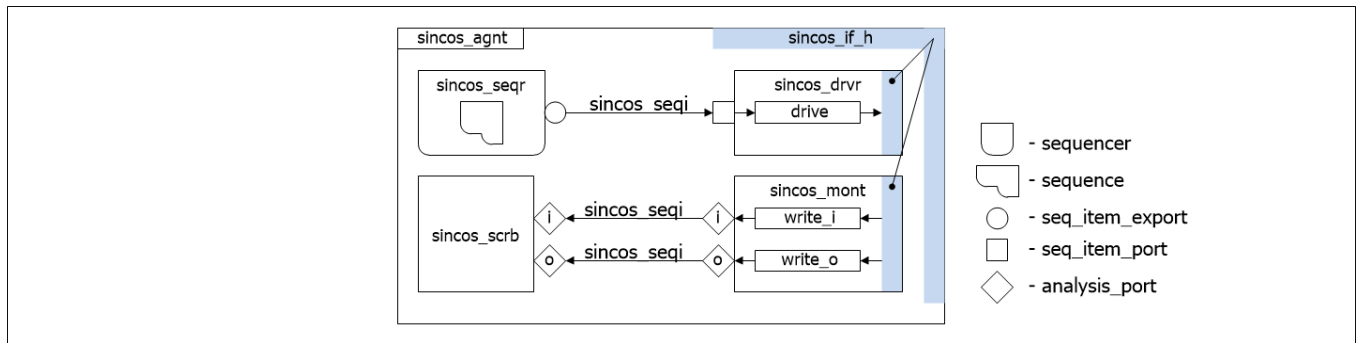 sincos_agnt
sincos_if_h
sincos_seqr
sincos_seqi
sincos_drvr
drive
sincos_scrb
i
sincos_seqi
i
o
sincos_seqi
o
sincos_mont
write_i
write_o
- sequencer
- sequence
- seq_item_export
- seq_item_port
- analysis_port